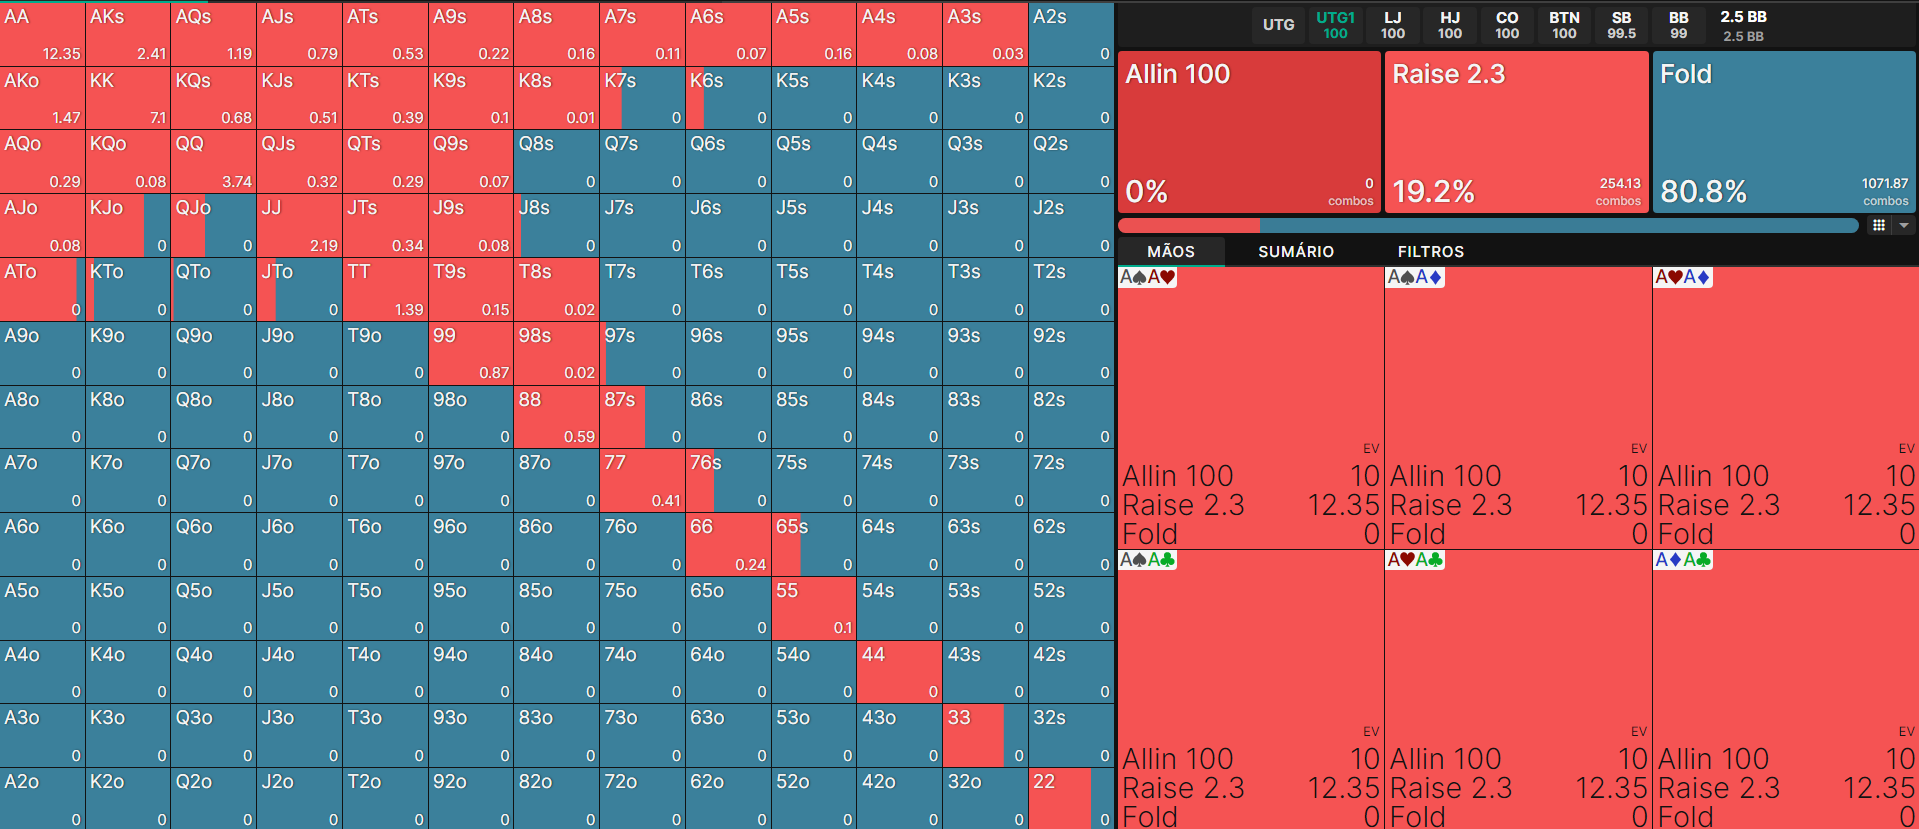 AA AKs AQs AJs ATs A9s A8s A7s A6s A5s A4s A3s A2s
12.35 2.41 1.19 0.79 0.53 0.22 0.16 0.11 0.07 0.16 0.08 0.03 0
AKo KK KQs KJs KTs K9s K8s K7s K6s K5s K4s K3s K2s
1.47 7.1 0.68 0.51 0.39 0.1 0.01 0 0 0 0 0 0
AQo KQo QQ QJs QTs Q9s Q8s Q7s Q6s Q5s Q4s Q3s Q2s
0.29 0.08 3.74 0.32 0.29 0.07 0 0 0 0 0 0 0
AJo KJo QJo JJ JTs J9s J8s J7s J6s J5s J4s J3s J2s
0.08 0 0 2.19 0.34 0.08 0 0 0 0 0 0 0
ATo KTo QTo JTo TT T9s T8s T7s T6s T5s T4s T3s T2s
0 0 0 0 1.39 0.15 0.02 0 0 0 0 0 0
A9o K9o Q9o J9o T9o 99 98s 97s 96s 95s 94s 93s 92s
0 0 0 0 0 0.87 0.02 0 0 0 0 0 0
A8o K8o Q8o J8o T8o 98o 88 87s 86s 85s 84s 83s 82s
0 0 0 0 0 0 0.59 0 0 0 0 0 0
A7o K7o Q7o J7o T7o 97o 87o 77 76s 75s 74s 73s 72s
0 0 0 0 0 0 0 0.41 0 0 0 0 0
A6o K6o Q6o J6o T6o 96o 86o 76o 66 65s 64s 63s 62s
0 0 0 0 0 0 0 0 0.24 0 0 0 0
A5o K5o Q5o J5o T5o 95o 85o 75o 65o 55 54s 53s 52s
0 0 0 0 0 0 0 0 0 0.1 0 0 0
A4o K4o Q4o J4o T4o 94o 84o 74o 64o 54o 44 43s 42s
0 0 0 0 0 0 0 0 0 0 0 0 0
A3o K3o Q3o J3o T3o 93o 83o 73o 63o 53o 43o 33 32s
0 0 0 0 0 0 0 0 0 0 0 0 0
A2o K2o Q2o J2o T2o 92o 82o 72o 62o 52o 42o 32o 22
0 0 0 0 0 0 0 0 0 0 0 0 0
UTG UTG1 LJ HJ CO BTN SB BB 2.5 BB
100 100 100 100 100 99.5 99 2.5 BB
Allin 100 Raise 2.3 Fold
0% 0 combos 19.2% 254.13 combos 80.8% 1071.87 combos
MÃOS SUMÁRIO FILTROS
A♠A♥ A♠A♦ A♥A♦
EV EV EV
Allin 100 10 Allin 100 10 Allin 100 10
Raise 2.3 12.35 Raise 2.3 12.35 Raise 2.3 12.35
Fold 0 Fold 0 Fold 0
A♠A♣ A♥A♣ A♦A♣
EV EV EV
Allin 100 10 Allin 100 10 Allin 100 10
Raise 2.3 12.35 Raise 2.3 12.35 Raise 2.3 12.35
Fold 0 Fold 0 Fold 0